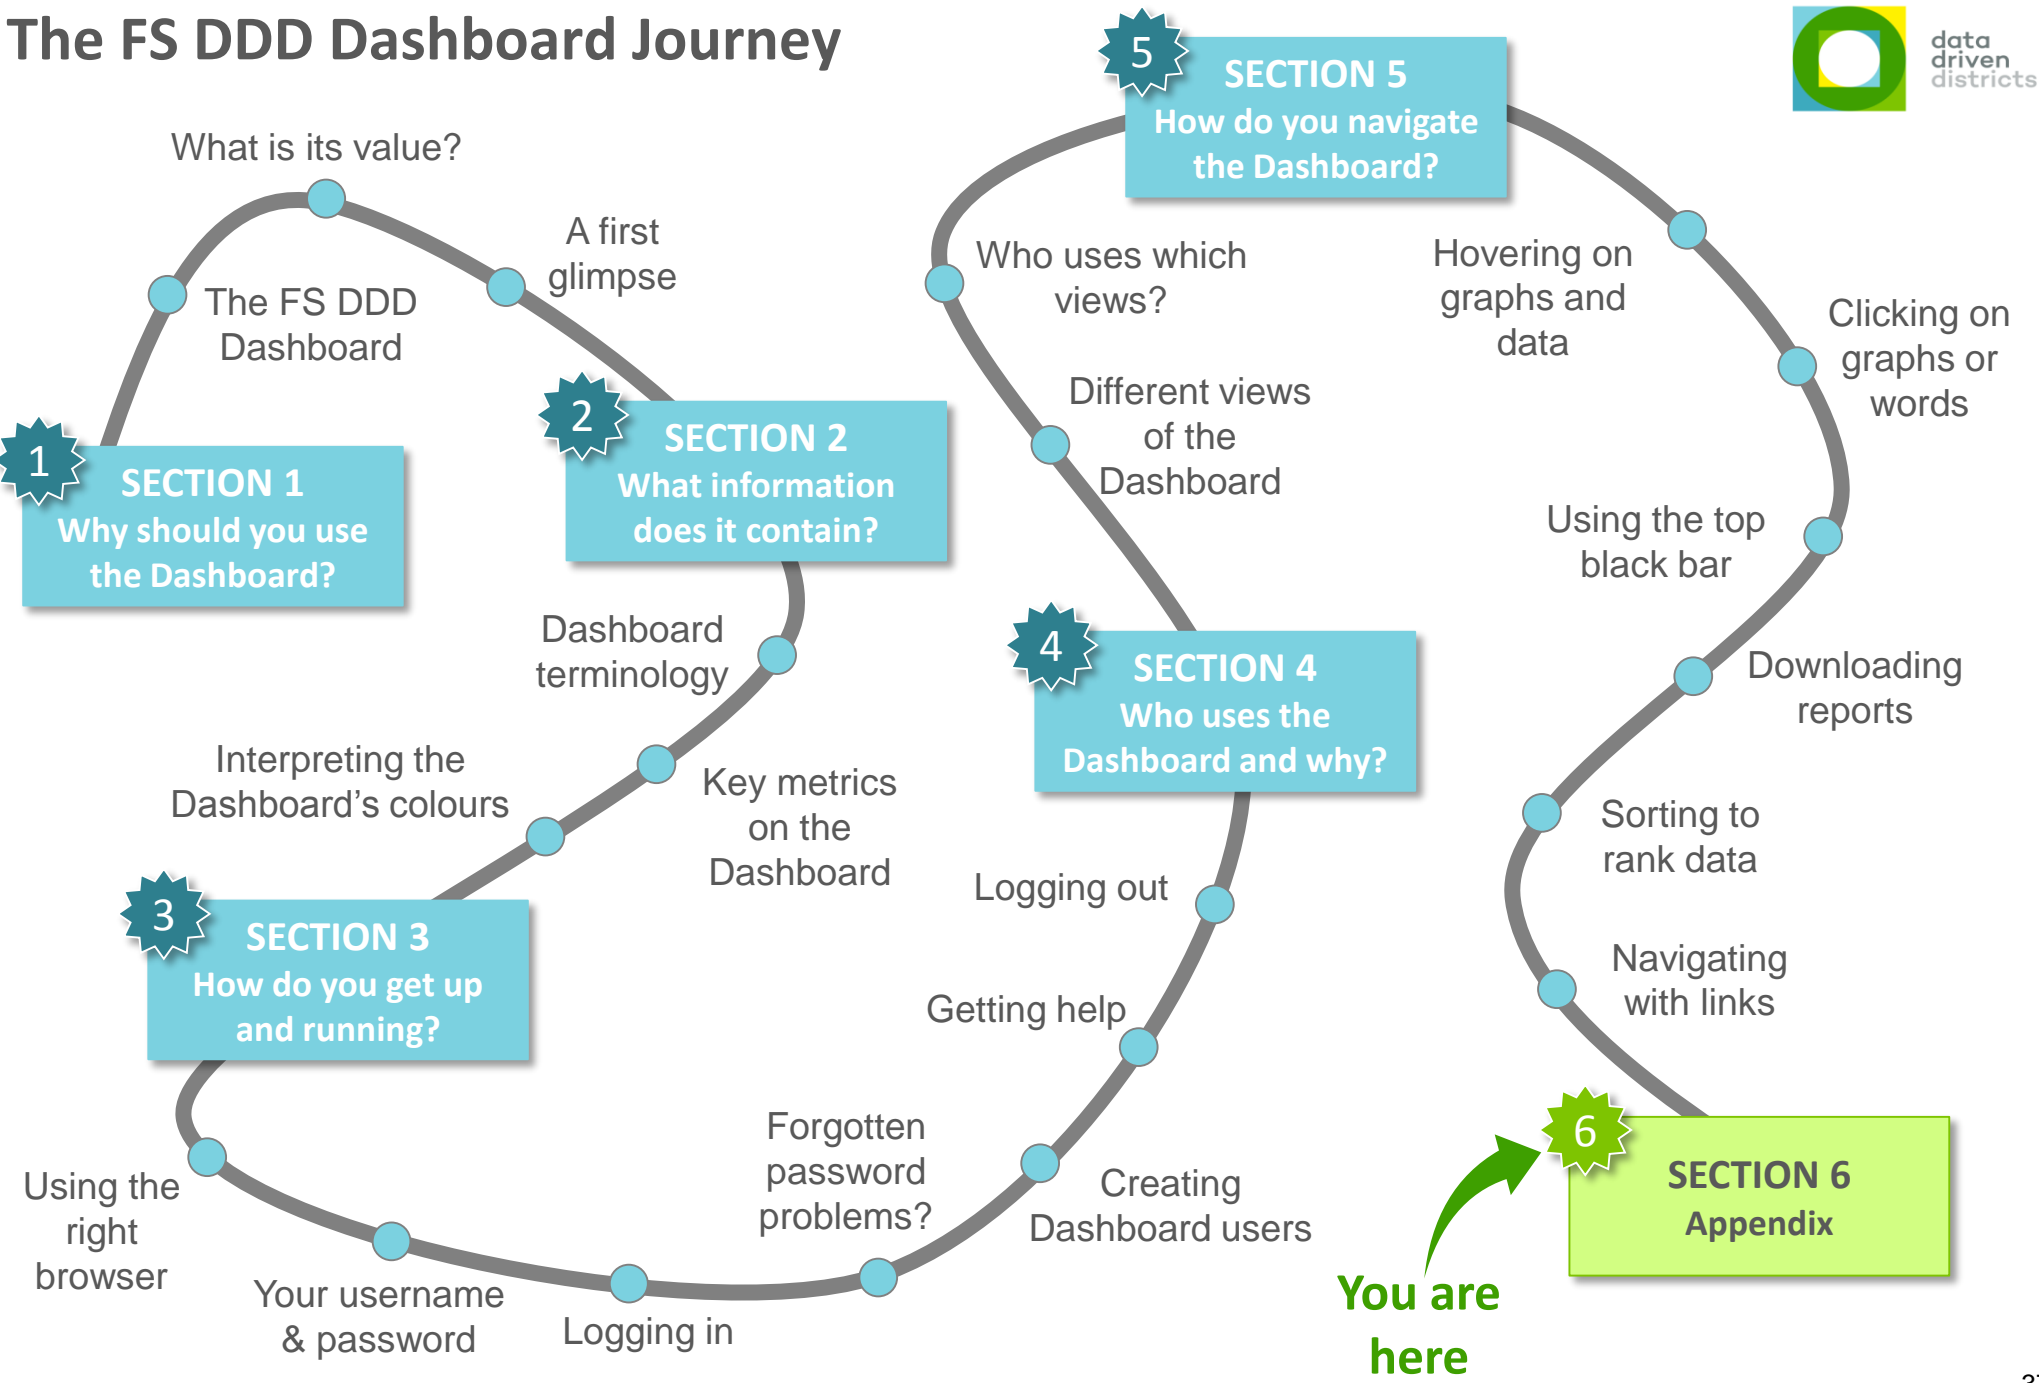 The FS DDD Dashboard Journey
data
driven
districts
1
SECTION 1
Why should you use
the Dashboard?
The FS DDD
Dashboard
What is its value?
A first
glimpse
2
SECTION 2
What information
does it contain?
Dashboard
terminology
Key metrics
on the
Dashboard
Interpreting the
Dashboard’s colours
3
SECTION 3
How do you get up
and running?
Using the
right
browser
Your username
& password
Logging in
Forgotten
password
problems?
Creating
Dashboard users
Getting help
Logging out
4
SECTION 4
Who uses the
Dashboard and why?
Different views
of the
Dashboard
Who uses which
views?
5
SECTION 5
How do you navigate
the Dashboard?
Hovering on
graphs and
data
Clicking on
graphs or
words
Using the top
black bar
Downloading
reports
Sorting to
rank data
Navigating
with links
6
SECTION 6
Appendix
You are
here